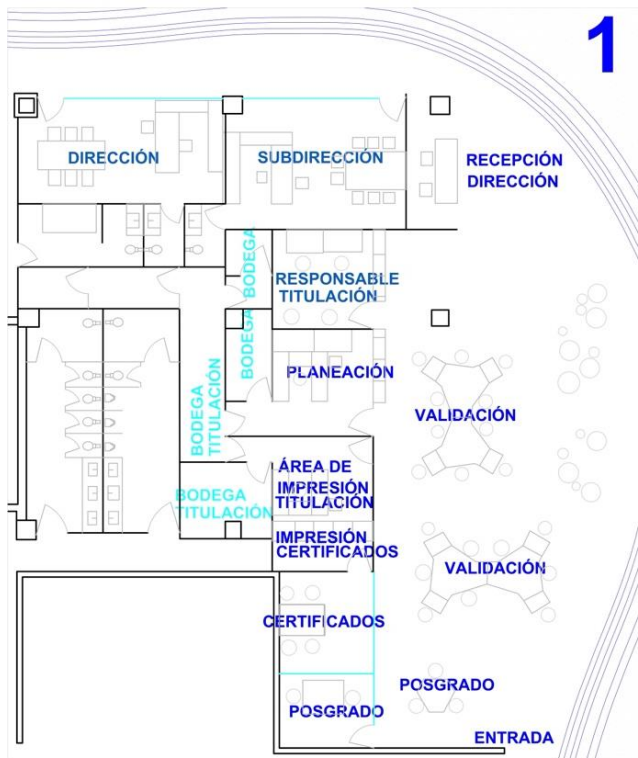 1
DIRECCIÓN
SUBDIRECCIÓN
RECEPCIÓN
DIRECCIÓN
BODEGA
RESPONSABLE
TITULACIÓN
BODEGA
PLANEACIÓN
VALIDACIÓN
BODEGA
TITULACIÓN
ÁREA DE
IMPRESIÓN
TITULACIÓN
BODEGA
TITULACIÓN
IMPRESIÓN
CERTIFICADOS
VALIDACIÓN
CERTIFICADOS
POSGRADO
POSGRADO
ENTRADA